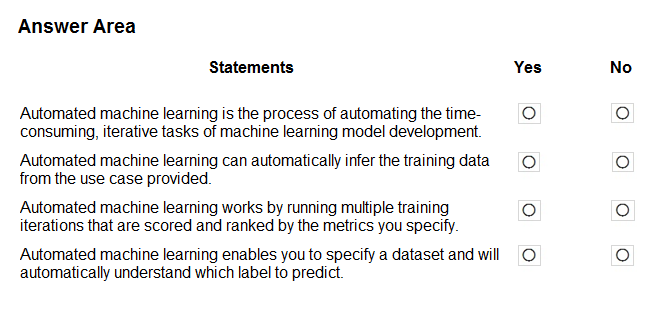 Answer Area
Statements Yes No
Automated machine learning is the process of automating the time-
consuming, iterative tasks of machine learning model development.
Automated machine learning can automatically infer the training data
from the use case provided.
Automated machine learning works by running multiple training
iterations that are scored and ranked by the metrics you specify.
Automated machine learning enables you to specify a dataset and will
automatically understand which label to predict.